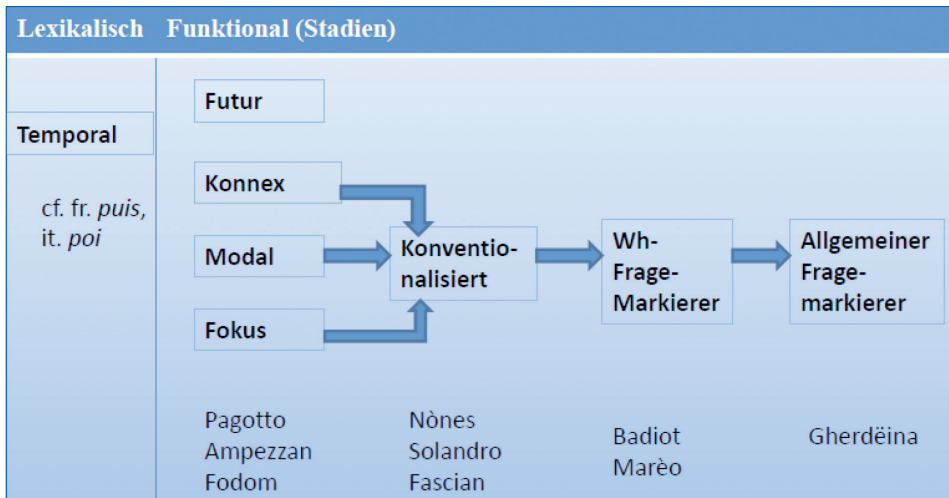 Lexikalisch Funktional (Stadien)
Temporal
cf. fr. puis,
it. poi
Futur
Konnex
Modal
Fokus
Konventio-
nalisiert
Wh-
Frage-
Markierer
Allgemeiner
Frage-
markierer
Pagotto
Ampezzan
Fodom
Nònes
Solandro
Fascian
Badiot
Marèo
Gherdëina